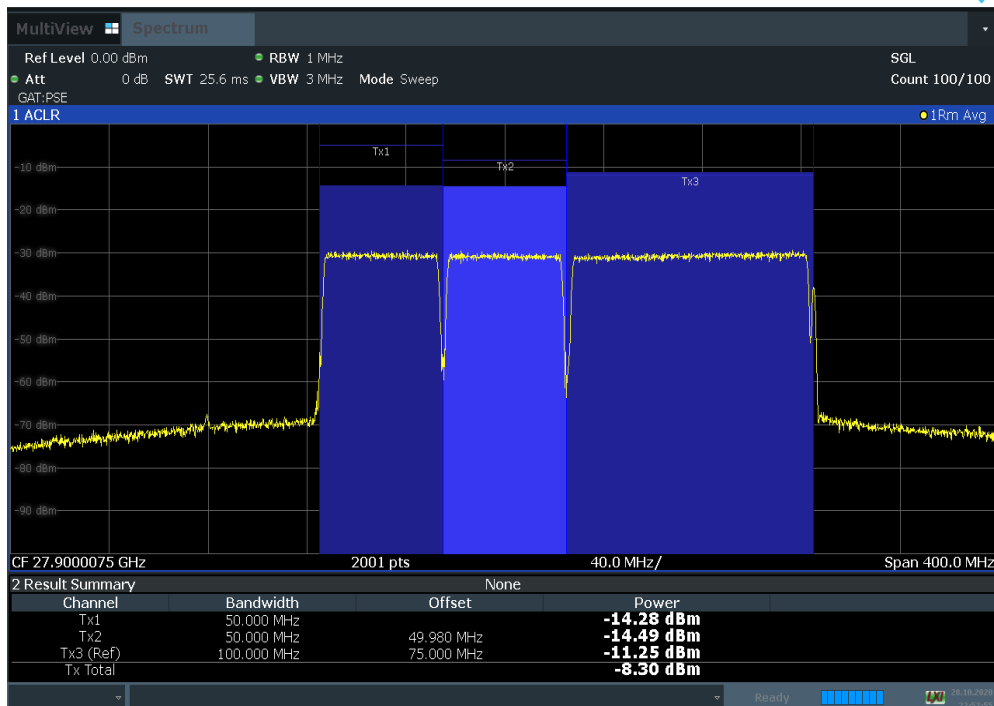 MultiView Spectrum
Ref Level 0.00 dBm RBW 1 MHz SGL
Att 0 dB SWT 25.6 ms VBW 3 MHz Mode Sweep Count 100/100
GAT:PSE
1 ACLR 1Rm Avg
Tx1
Tx2
Tx3
-10 dBm
-20 dBm
-30 dBm
-40 dBm
-50 dBm
-60 dBm
-70 dBm
-80 dBm
-90 dBm
CF 27.9000075 GHz 2001 pts 40.0 MHz/ Span 400.0 MHz
2 Result Summary None
Channel Bandwidth Offset Power
Tx1 50.000 MHz -14.28 dBm
Tx2 50.000 MHz 49.980 MHz -14.49 dBm
Tx3 (Ref) 100.000 MHz 75.000 MHz -11.25 dBm
Tx Total -8.30 dBm
Ready LXI 28.10.2020